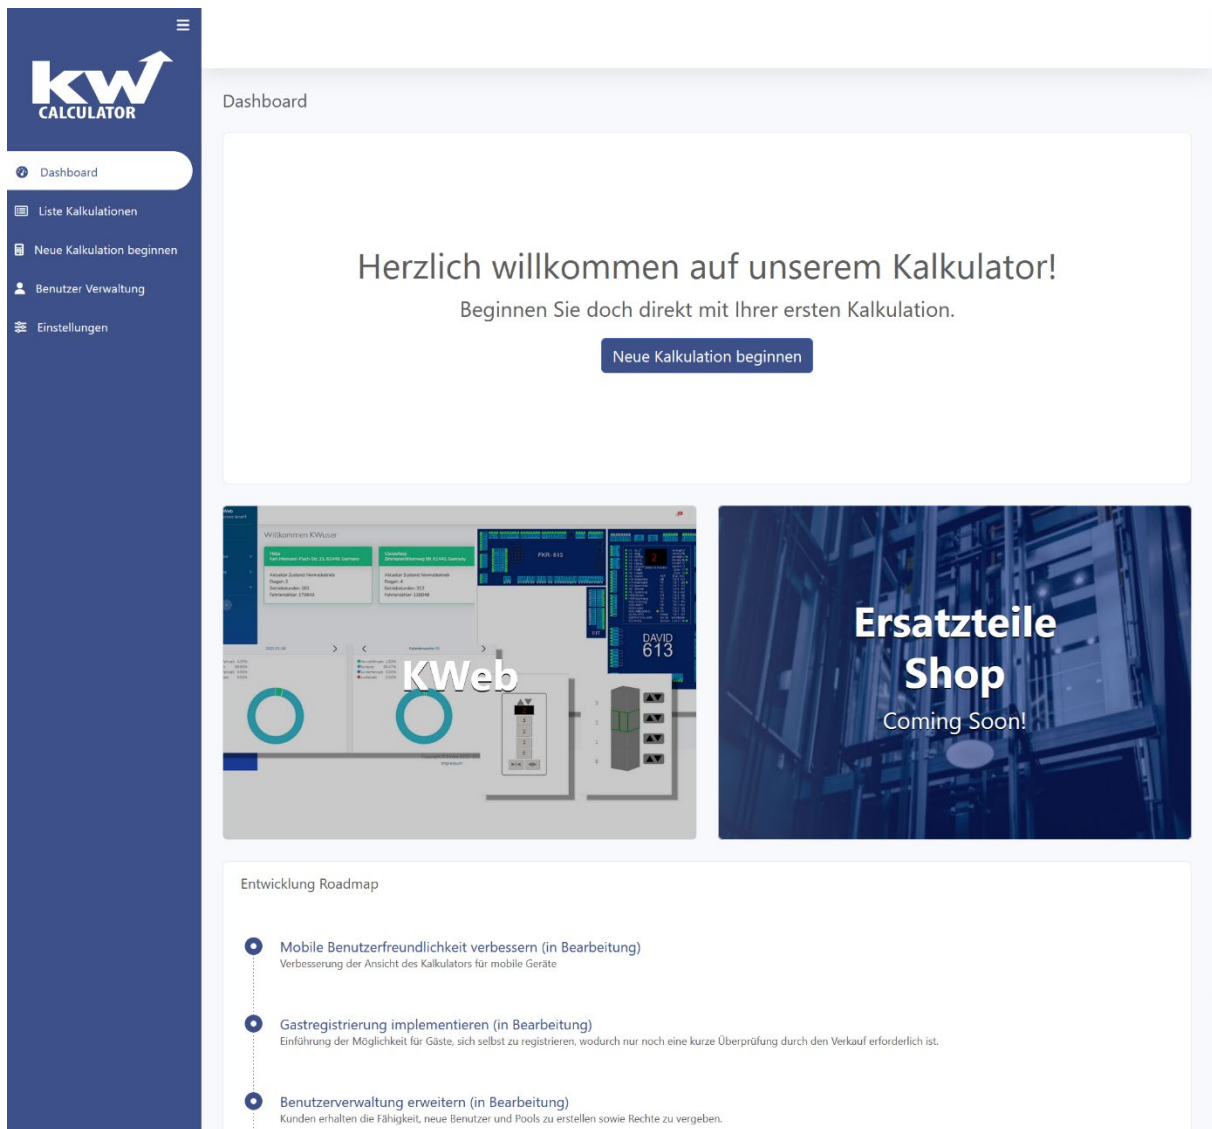 kw
CALCULATOR
Dashboard
Liste Kalkulationen
Neue Kalkulation beginnen
Benutzer Verwaltung
Einstellungen
Dashboard
Herzlich willkommen auf unserem Kalkulator!
Beginnen Sie doch direkt mit Ihrer ersten Kalkulation.
Neue Kalkulation beginnen
Willkommen KWuser
PKR-613
DAVID
613
KWeb
Impressum
Ersatzteile
Shop
Coming Soon!
Entwicklung Roadmap
Mobile Benutzerfreundlichkeit verbessern (in Bearbeitung)
Verbesserung der Ansicht des Kalkulators für mobile Geräte
Gastregistrierung implementieren (in Bearbeitung)
Einführung der Möglichkeit für Gäste, sich selbst zu registrieren, wodurch nur noch eine kurze Überprüfung durch den Verkauf erforderlich ist.
Benutzerverwaltung erweitern (in Bearbeitung)
Kunden erhalten die Fähigkeit, neue Benutzer und Pools zu erstellen sowie Rechte zu vergeben.